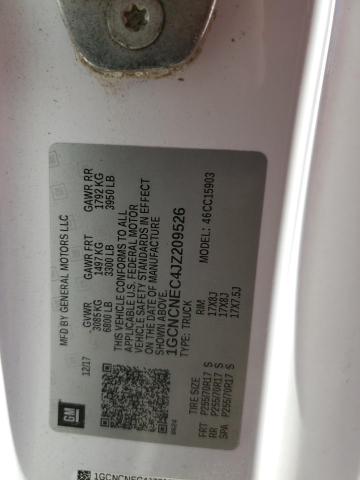 MFD BY GENERAL MOTORS LLC
GVWR GAWR FRT GAWR RR
3085 KG 1497 KG 1792 KG
6800 LB 3300 LB 3950 LB
THIS VEHICLE CONFORMS TO ALL
APPLICABLE U.S. FEDERAL MOTOR
VEHICLE SAFETY STANDARDS IN EFFECT
ON THE DATE OF MANUFACTURE
SHOWN ABOVE.
12/17
1GCNCNEC4JZ209526
TYPE: TRUCK
MODEL: 46CC15903
GM
TIRE SIZE RIM:
FRT P255/70R17 S 17X8J
RR P255/70R17 S 17X8J
SPA P255/70R17 S 17X7.5J